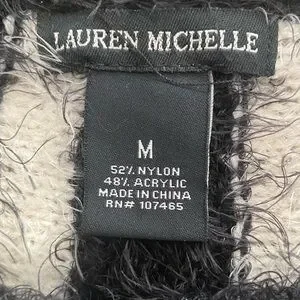 LAUREN MICHELLE
M
52% NYLON
48% ACRYLIC
MADE IN CHINA
RN# 107465